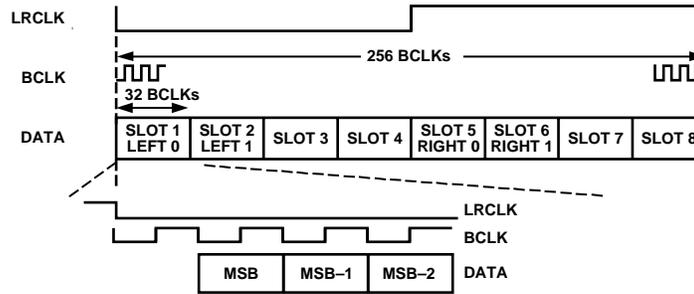 LRCLK
256 BCLKs
BCLK
32 BCLKs
DATA
SLOT 1
LEFT 0
SLOT 2
LEFT 1
SLOT 3
SLOT 4
SLOT 5
RIGHT 0
SLOT 6
RIGHT 1
SLOT 7
SLOT 8
LRCLK
BCLK
MSB
MSB–1
MSB–2
DATA